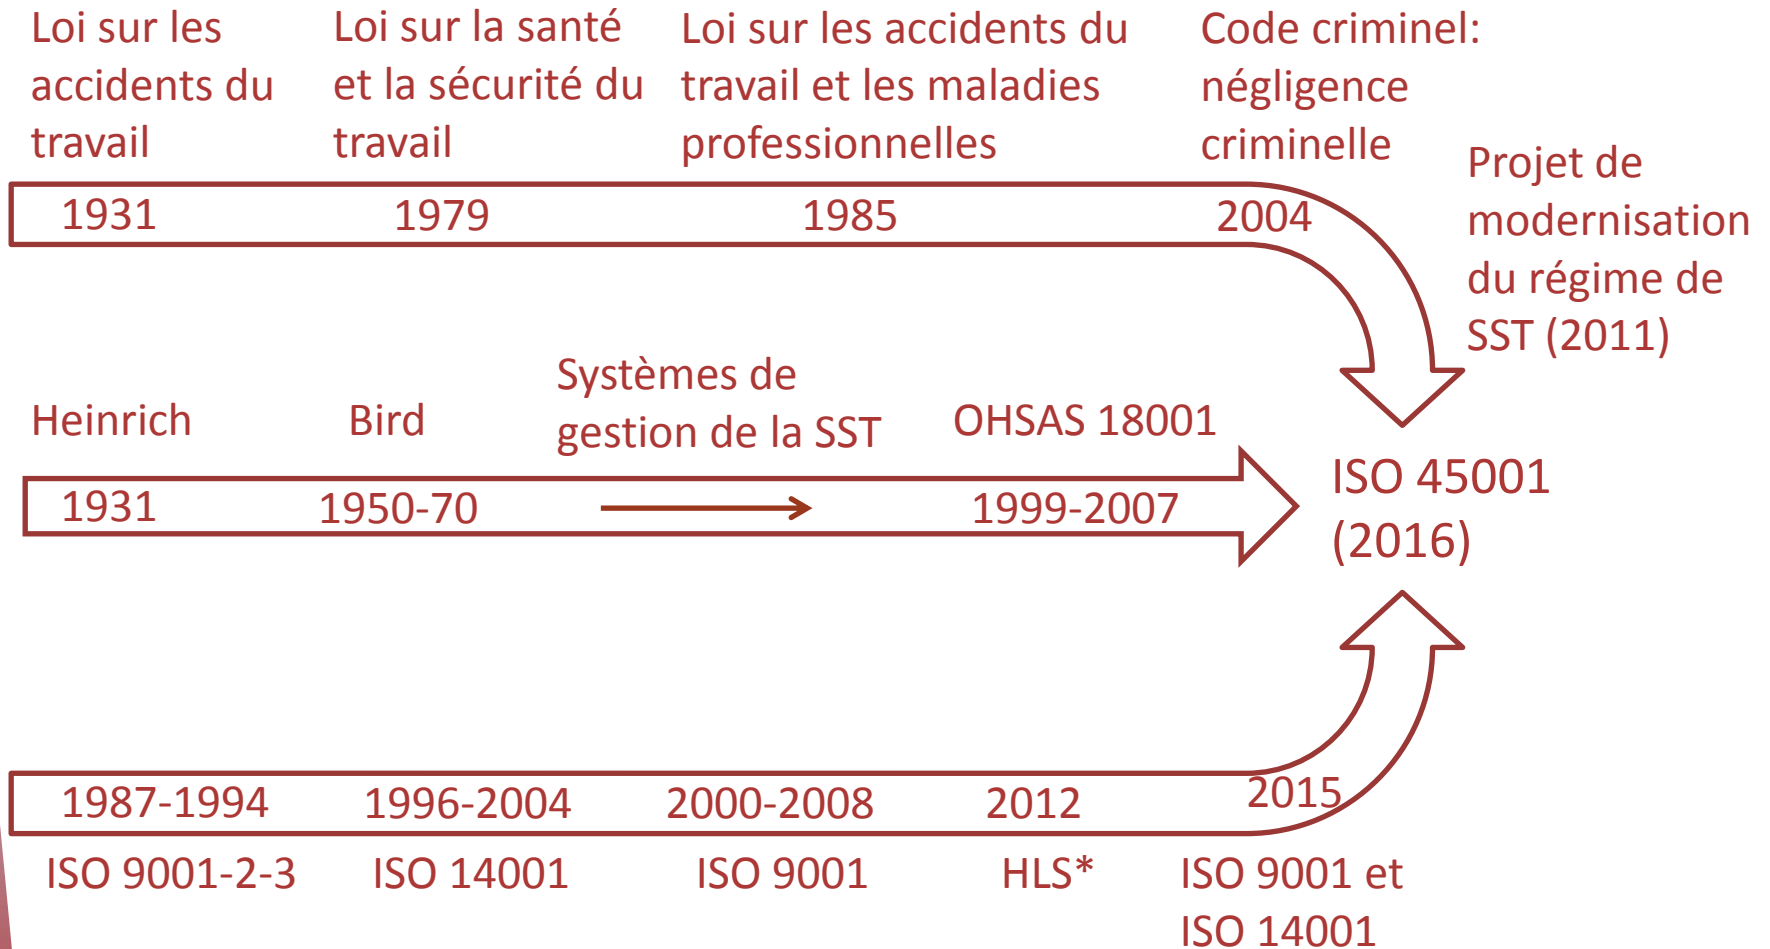 Loi sur les
accidents du
travail
Loi sur la santé
et la sécurité du
travail
Loi sur les accidents du
travail et les maladies
professionnelles
Code criminel:
négligence
criminelle
Projet de
modernisation
du régime de
SST (2011)
1931
1979
1985
2004
Heinrich
Bird
Systèmes de
gestion de la SST
OHSAS 18001
1931
1950-70
1999-2007
ISO 45001
(2016)
1987-1994
1996-2004
2000-2008
2012
2015
ISO 9001-2-3
ISO 14001
ISO 9001
HLS*
ISO 9001 et
ISO 14001